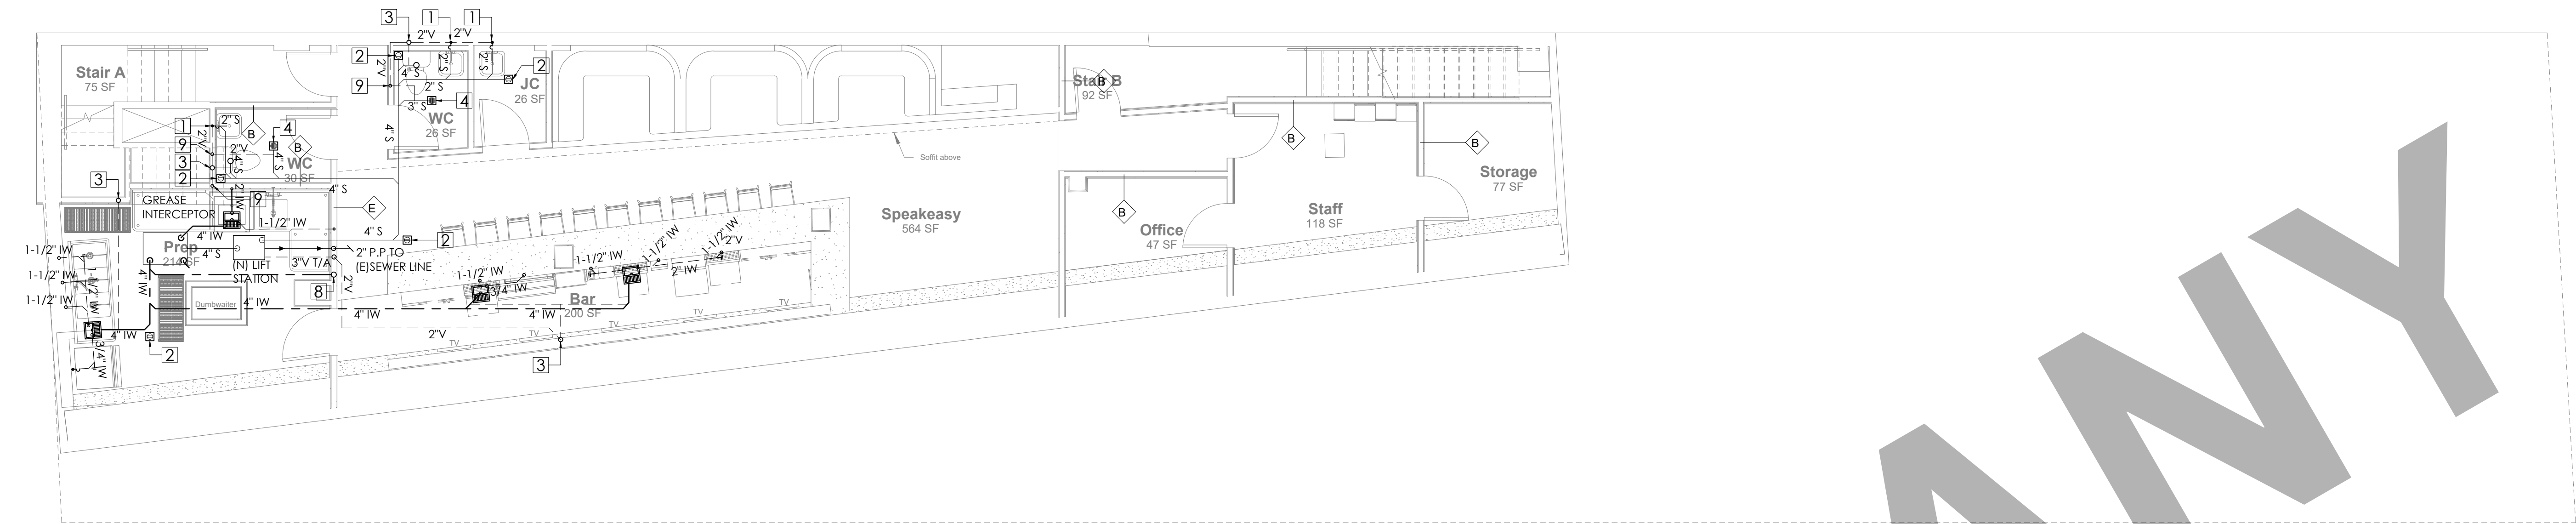 3
1
1
2"V
2"V
2
2"V
4" S
2" S
2" S
2
Stair A
75 SF
9
2" S
JC
26 SF
3" S
4
WC
26 SF
Stair B
92 SF
B
1
2" S
B
4
2"V
9
2"V
B
4" S
4" S
4" S
3
WC
30 SF
2
3
Soffit above
B
B
Storage
77 SF
4" S
2" IW
9
GREASE
INTERCEPTOR
E
1-1/2" IW
4" S
2
4" IW
Prep
214 SF
4" S
2" P.P TO
(E)SEWER LINE
(N) LIFT
STATION
3"V T/A
2"V
8
Speakeasy
564 SF
B
Office
47 SF
Staff
118 SF
1-1/2" IW
1-1/2" IW
1-1/2" IW
1-1/2" IW
4" IW
Dumbwaiter
4" IW
1-1/2" IW
3/4" IW
1-1/2" IW
1-1/2" IW
1-1/2" IW
2"V
2" IW
Bar
200 SF
4" IW
4" IW
4" IW
3/4" IW
2
2"V
3
TV
TV
TV
TV
TV
ANY